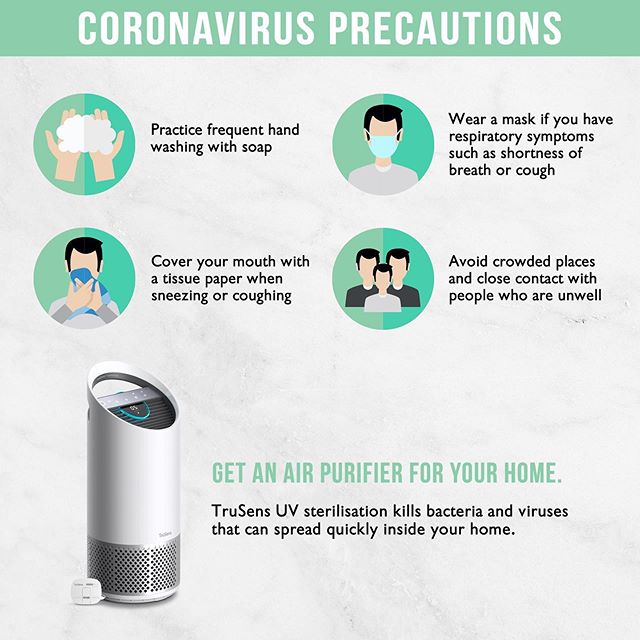 CORONAVIRUS PRECAUTIONS
Practice frequent hand
washing with soap
Wear a mask if you have
respiratory symptoms
such as shortness of
breath or cough
Cover your mouth with
a tissue paper when
sneezing or coughing
Avoid crowded places
and close contact with
people who are unwell
GET AN AIR PURIFIER FOR YOUR HOME.
TruSens UV sterilisation kills bacteria and viruses
that can spread quickly inside your home.
TruSens